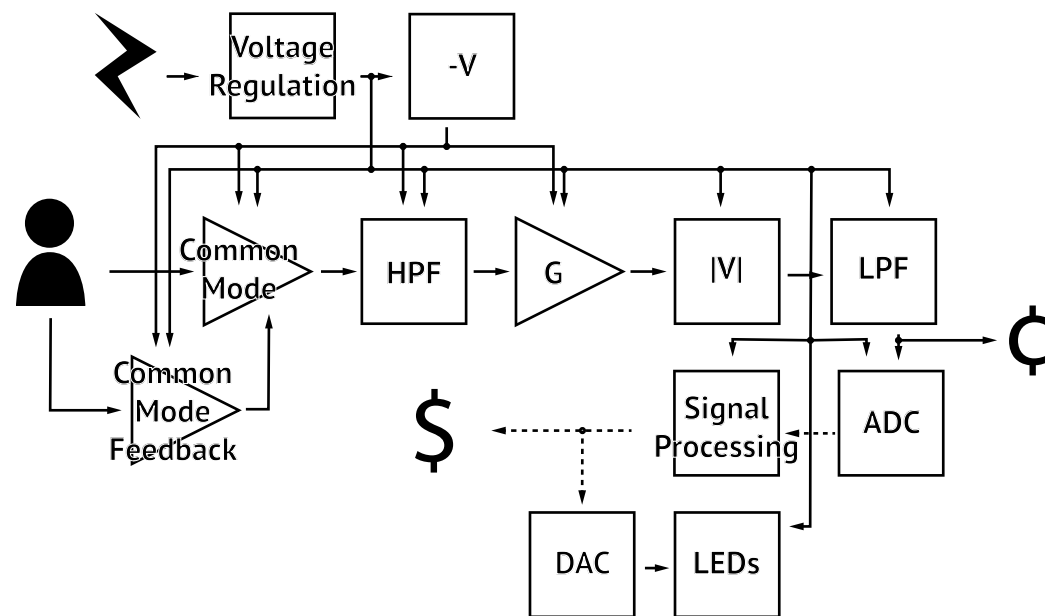 Voltage
Regulation
-V
Common
Mode
HPF
G
|V|
LPF
Common
Mode
Feedback
¢
$
Signal
Processing
ADC
DAC
LEDs